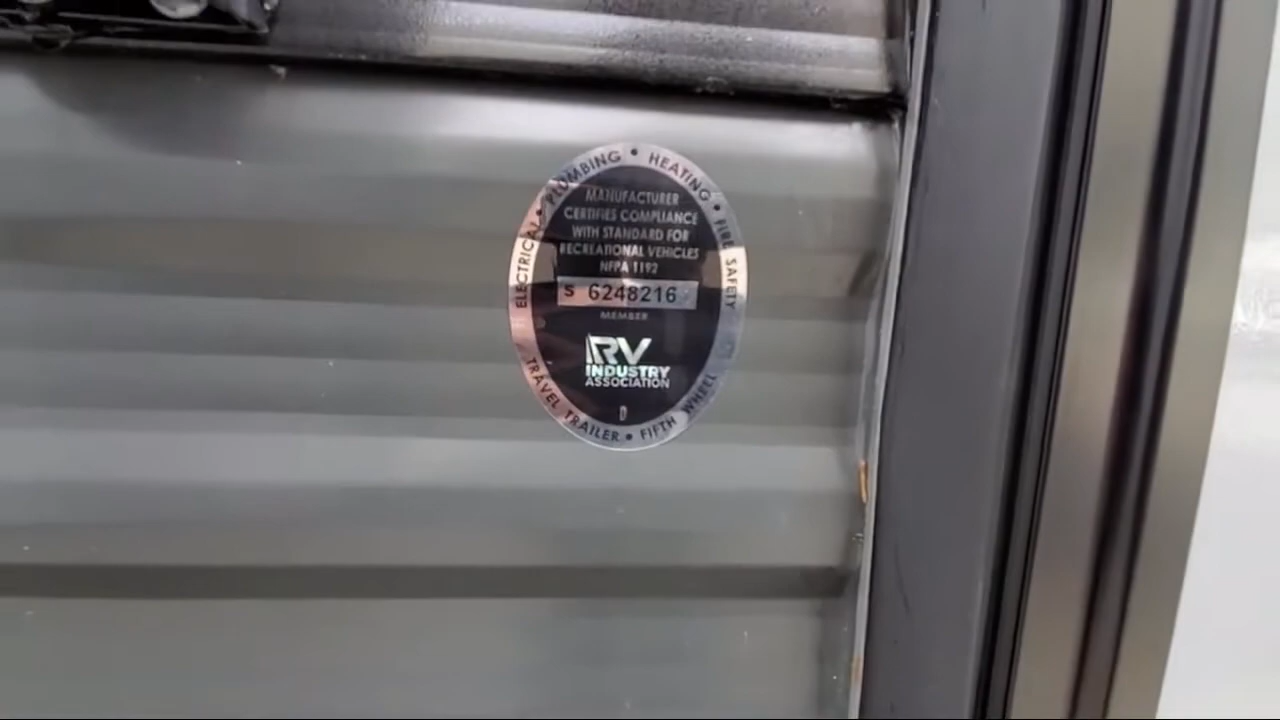 ELECTRICAL • PLUMBING • HEATING • FIRE SAFETY
MANUFACTURER
CERTIFIES COMPLIANCE
WITH STANDARD FOR
RECREATIONAL VEHICLES
NFPA 1192
S 6248216
MEMBER
RV
INDUSTRY
ASSOCIATION
D
TRAVEL TRAILER • FIFTH WHEEL